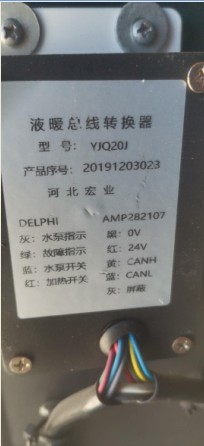 液暖总线转换器
型 号: YJQ20J
产品序号: 20191203023
河北宏业
DELPHI AMP282107
灰: 水泵指示 黑: 0V
绿: 故障指示 红: 24V
蓝: 水泵开关 黄: CANH
红: 加热开关 蓝: CANL
灰: 屏蔽